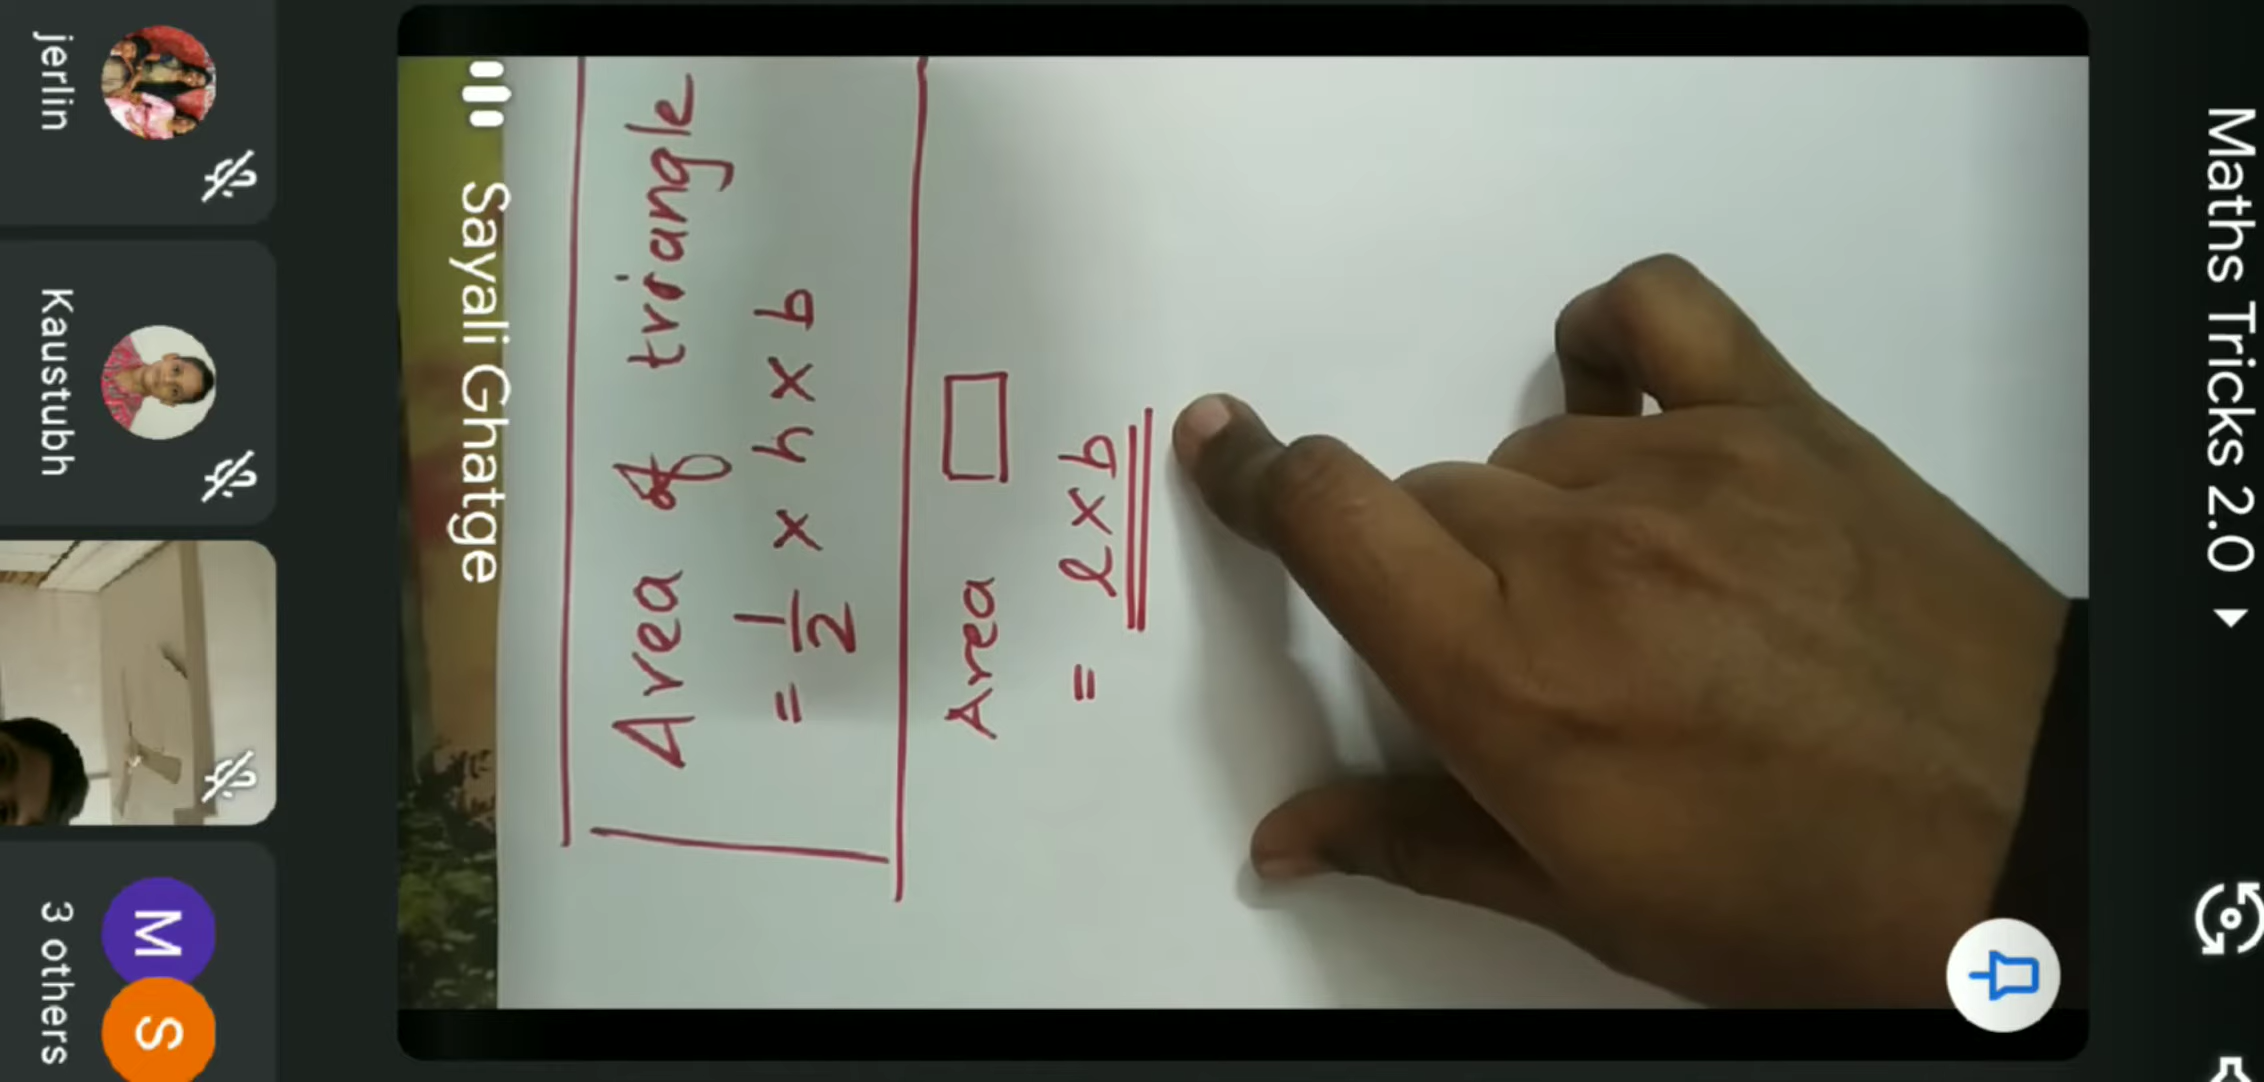 Maths Tricks 2.0
Area of triangle
= 1/2 × h × b
Area
= l × b
Sayali Ghatge
jerlin
Kaustubh
M
S
3 others